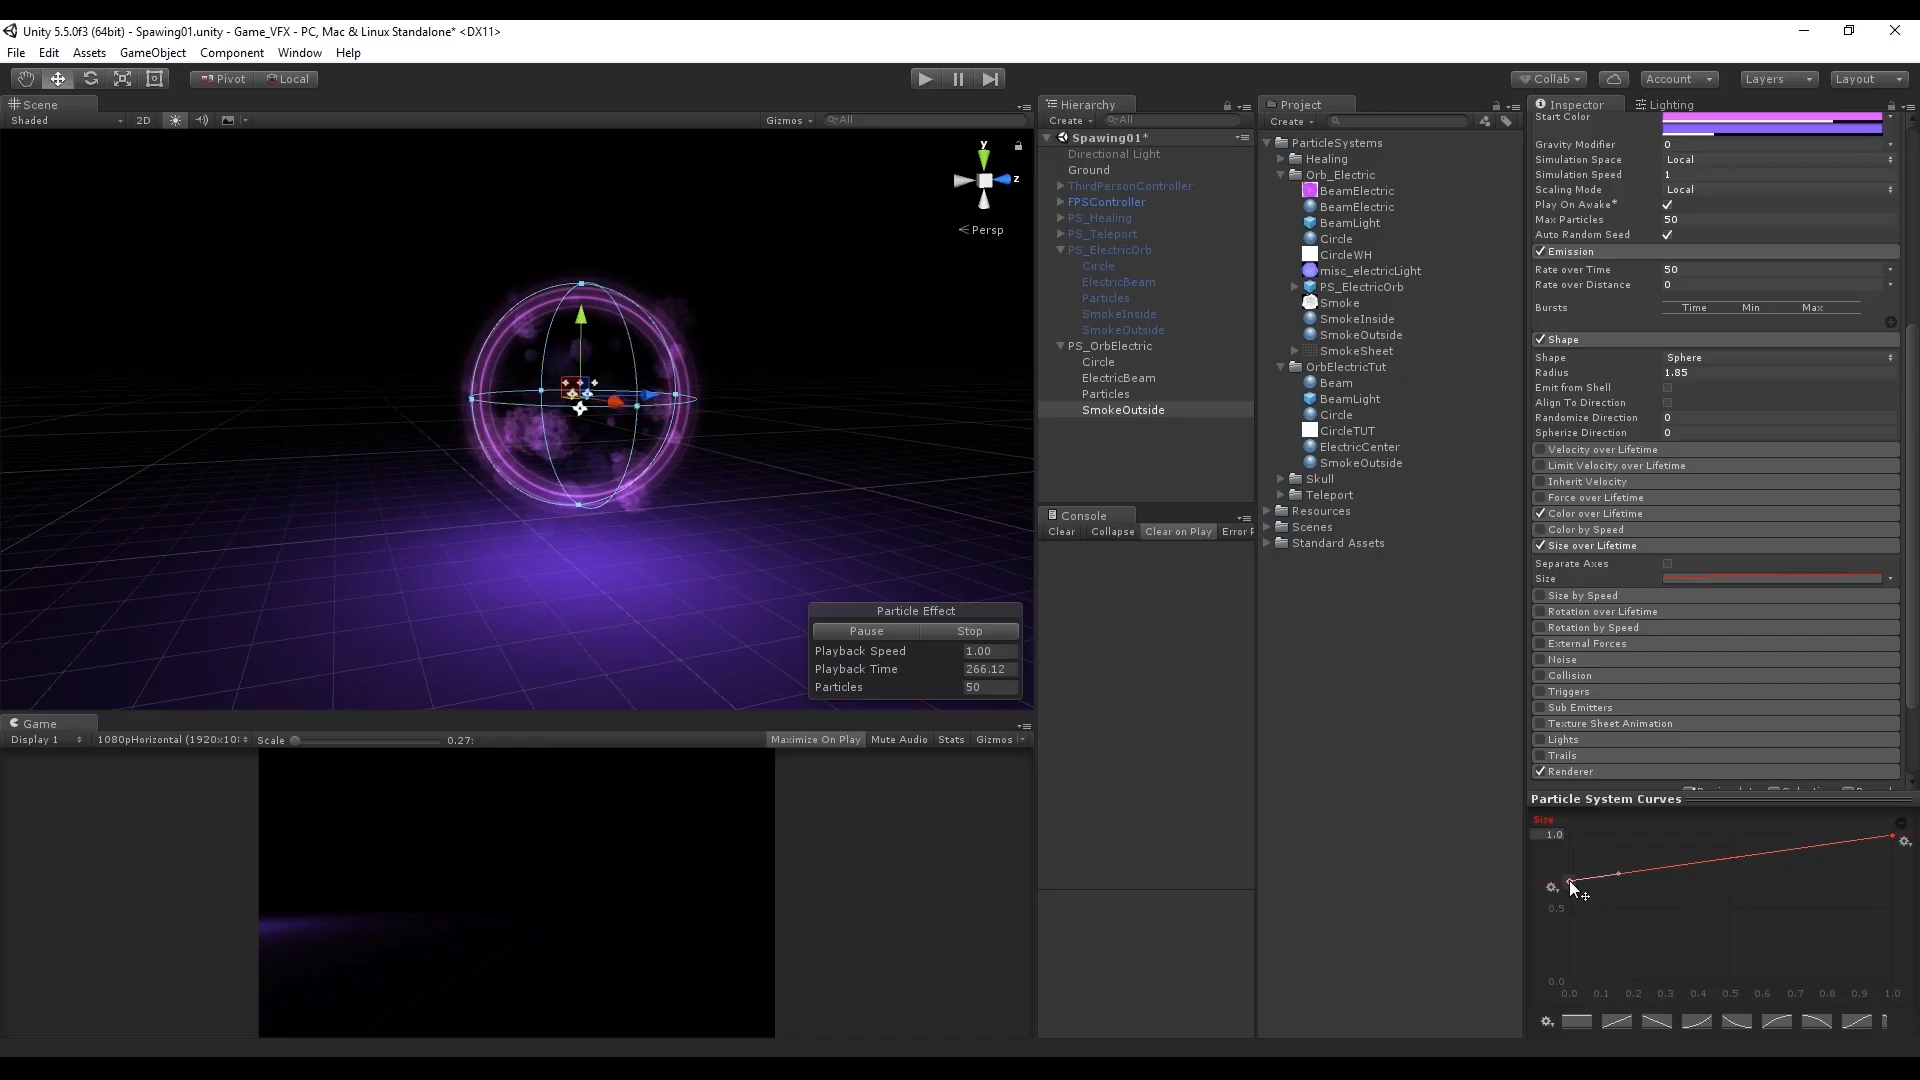 Unity 5.5.0f3 (64bit) - Spawing01.unity - Game_VFX - PC, Mac & Linux Standalone* <DX11>
File Edit Assets GameObject Component Window Help
Pivot Local
Collab Account Layers Layout
Scene
Shaded 2D Gizmos All
y
z
Persp
Particle Effect
Pause Stop
Playback Speed 1.00
Playback Time 266.12
Particles 50
Game
Display 1 1080pHorizontal (1920x10 Scale 0.27: Maximize On Play Mute Audio Stats Gizmos
Hierarchy
Create All
Spawing01*
Directional Light
Ground
ThirdPersonController
FPSController
PS_Healing
PS_Teleport
PS_ElectricOrb
Circle
ElectricBeam
Particles
SmokeInside
SmokeOutside
PS_OrbElectric
Circle
ElectricBeam
Particles
SmokeOutside
Console
Clear Collapse Clear on Play Error
Project
Create
ParticleSystems
Healing
Orb_Electric
BeamElectric
BeamElectric
BeamLight
Circle
CircleWH
misc_electricLight
PS_ElectricOrb
Smoke
SmokeInside
SmokeOutside
SmokeSheet
OrbElectricTut
Beam
BeamLight
Circle
CircleTUT
ElectricCenter
SmokeOutside
Skull
Teleport
Resources
Scenes
Standard Assets
Inspector Lighting
Start Color
Gravity Modifier 0
Simulation Space Local
Simulation Speed 1
Scaling Mode Local
Play On Awake*
Max Particles 50
Auto Random Seed
Emission
Rate over Time 50
Rate over Distance 0
Bursts Time Min Max
Shape
Shape Sphere
Radius 1.85
Emit from Shell
Align To Direction
Randomize Direction 0
Spherize Direction 0
Velocity over Lifetime
Limit Velocity over Lifetime
Inherit Velocity
Force over Lifetime
Color over Lifetime
Color by Speed
Size over Lifetime
Separate Axes
Size
Size by Speed
Rotation over Lifetime
Rotation by Speed
External Forces
Noise
Collision
Triggers
Sub Emitters
Texture Sheet Animation
Lights
Trails
Renderer
Particle System Curves
Size
1.0
0.5
0.0
0.0 0.1 0.2 0.3 0.4 0.5 0.6 0.7 0.8 0.9 1.0